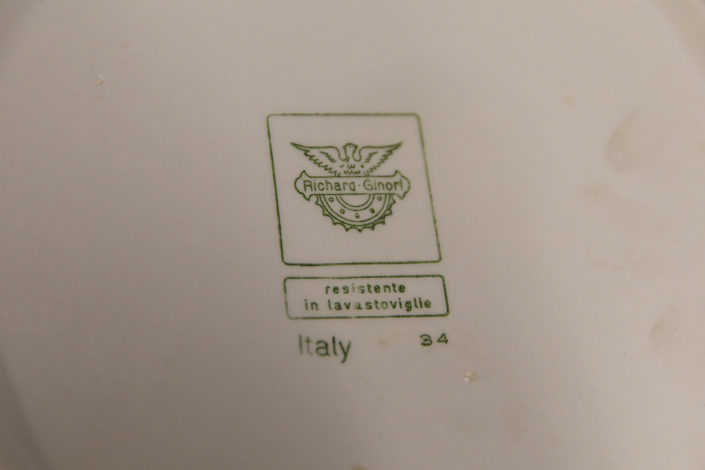 Richard-Ginori
resistente
in lavastoviglie
Italy 34